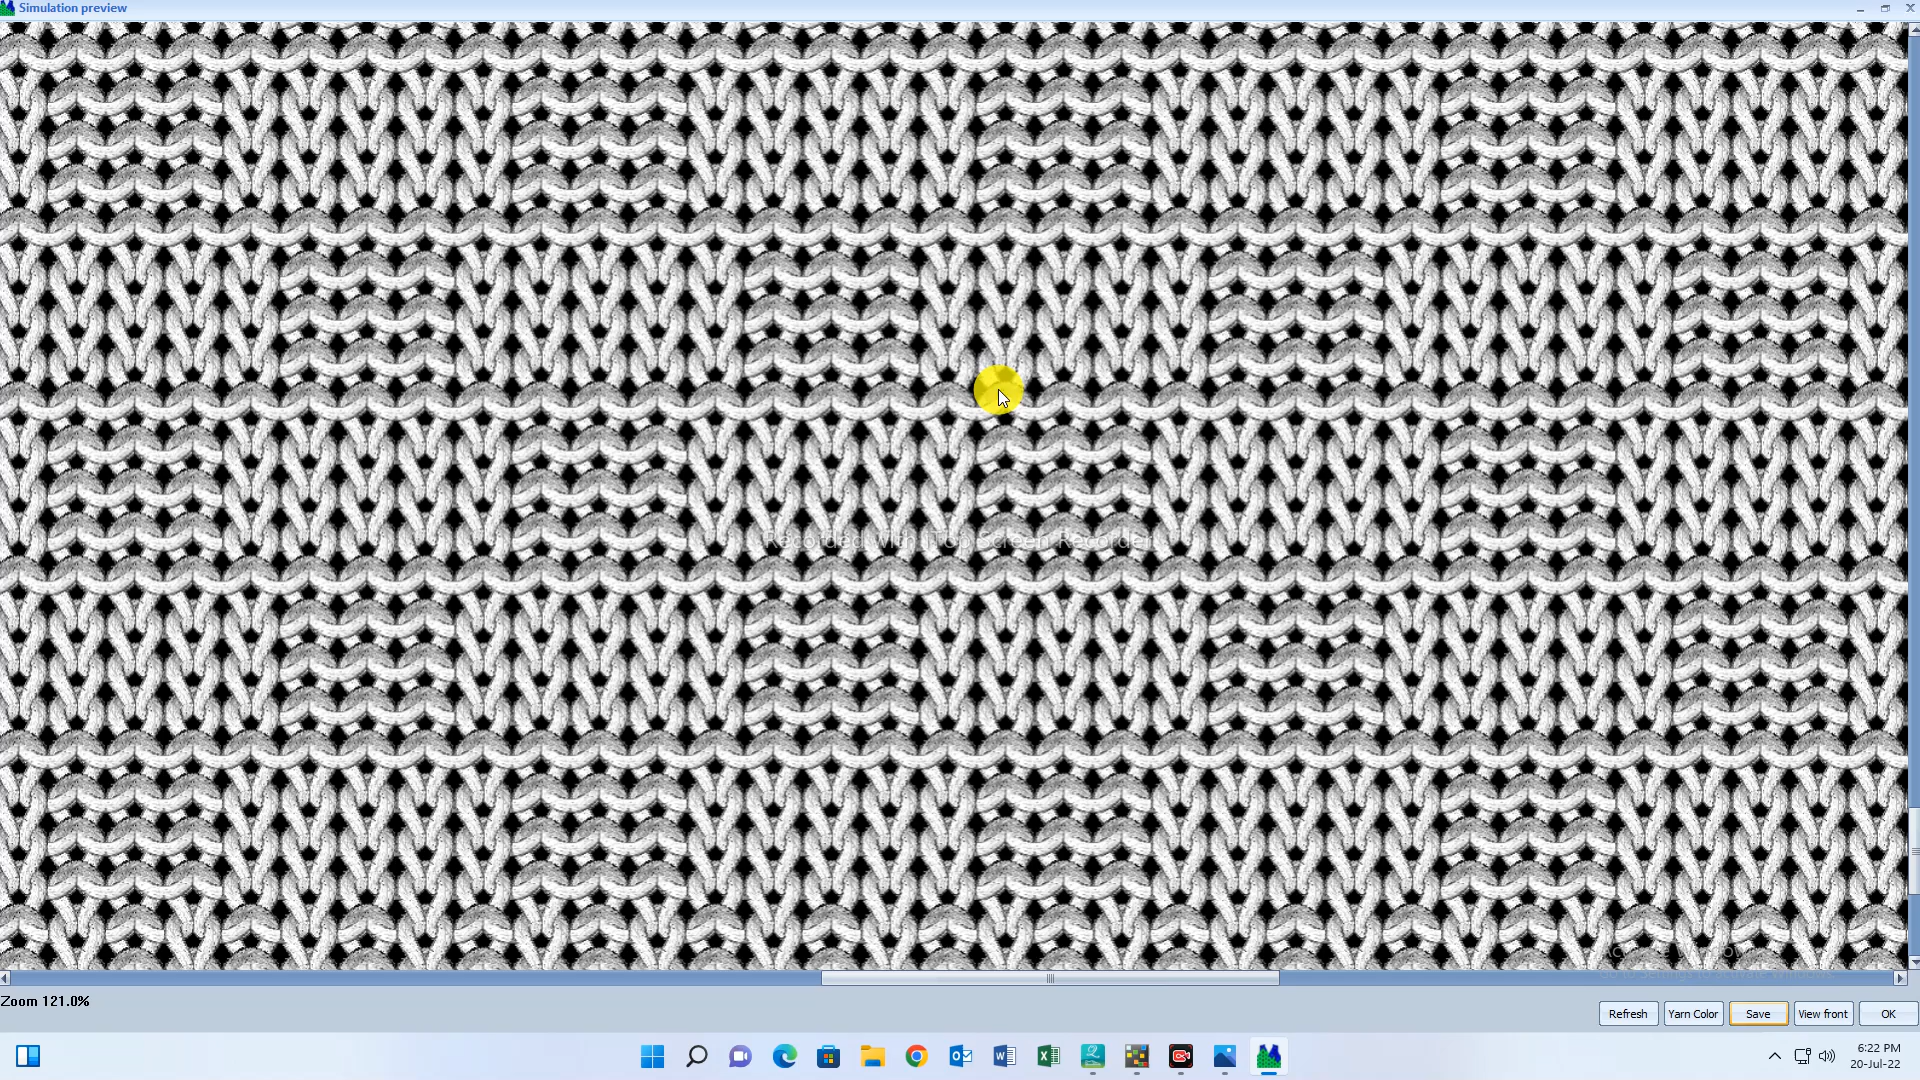 Simulation preview
Recorded with iTop Screen Recorder
Zoom 121.0%
Refresh
Yarn Color
Save
View front
OK
6:22 PM
20-Jul-22